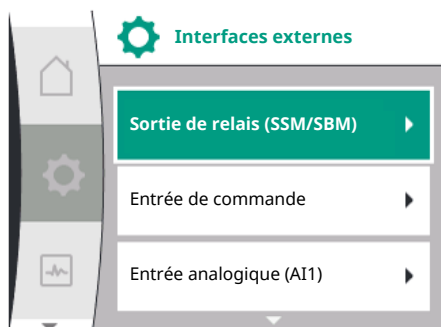 Interfaces externes
Sortie de relais (SSM/SBM)
Entrée de commande
Entrée analogique (AI1)